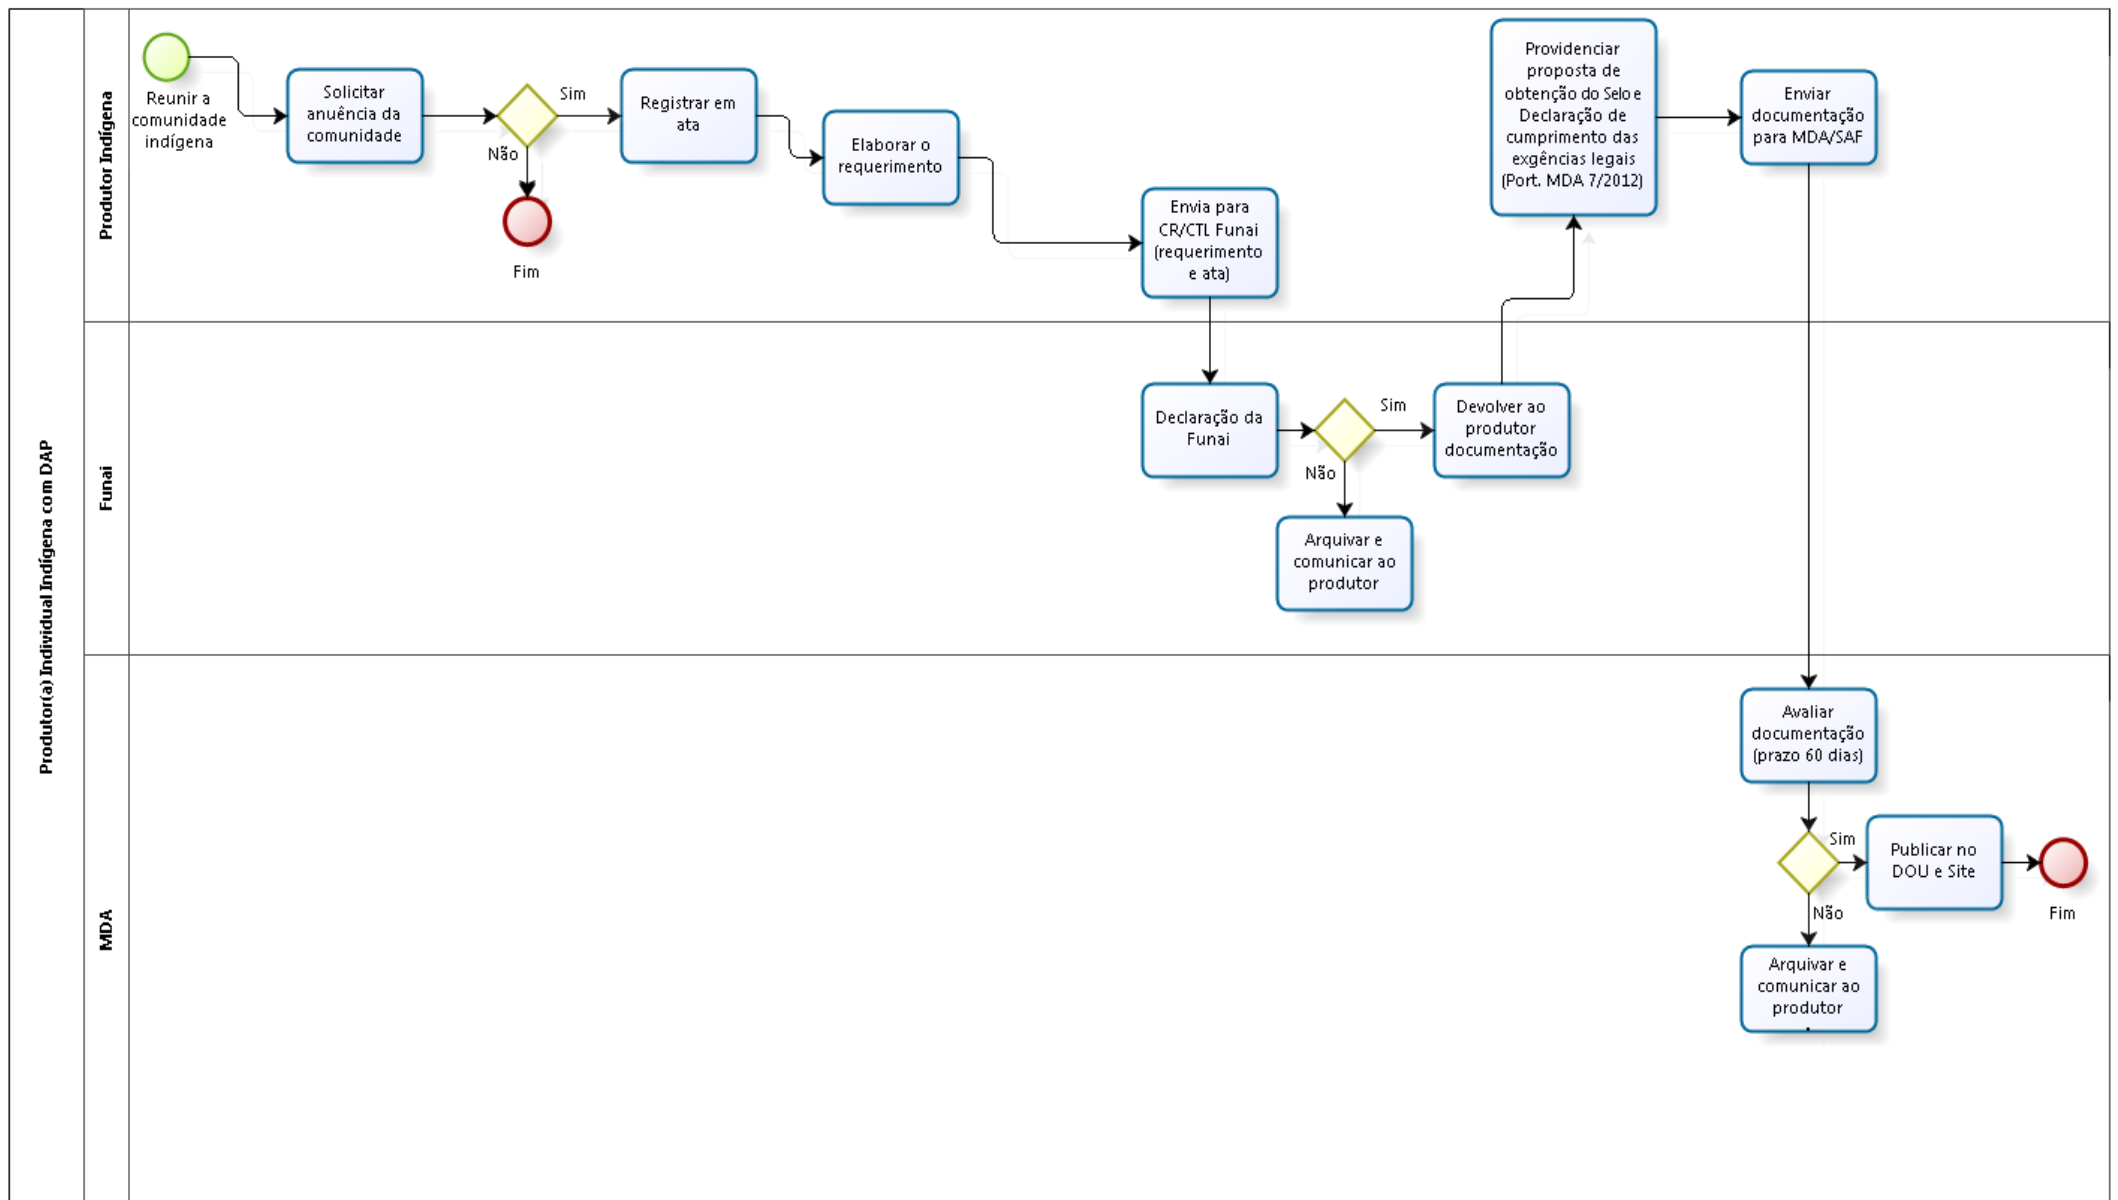 Produtor(a) Individual Indígena com DAP
Produtor Indígena
Reunir a
comunidade
indígena
Solicitar
anuência da
comunidade
Sim
Não
Fim
Registrar em
ata
Elaborar o
requerimento
Envia para
CR/CTL Funai
(requerimento
e ata)
Providenciar
proposta de
obtenção do Selo e
Declaração de
cumprimento das
exgências legais
(Port. MDA 7/2012)
Enviar
documentação
para MDA/SAF
Funai
Declaração da
Funai
Sim
Não
Devolver ao
produtor
documentação
Arquivar e
comunicar ao
produtor
MDA
Avaliar
documentação
(prazo 60 dias)
Sim
Não
Publicar no
DOU e Site
Fim
Arquivar e
comunicar ao
produtor